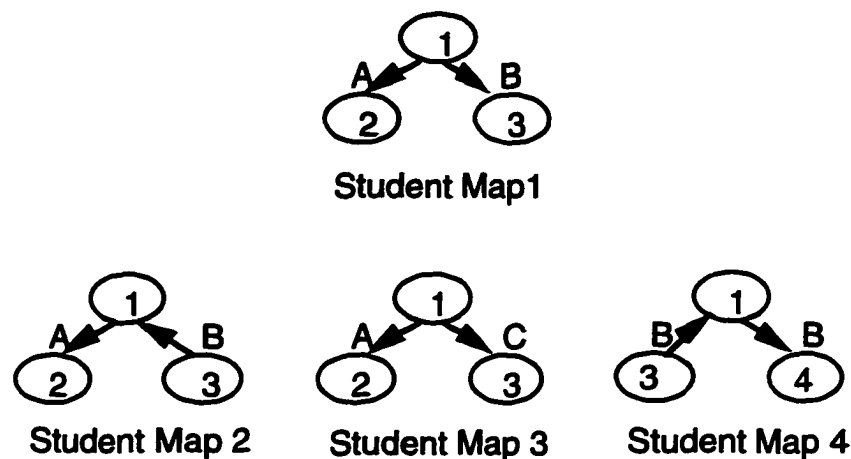 1
A B
2 3
Student Map1
1 1 1
A B A C B B
2 3 2 3 3 4
Student Map 2 Student Map 3 Student Map 4